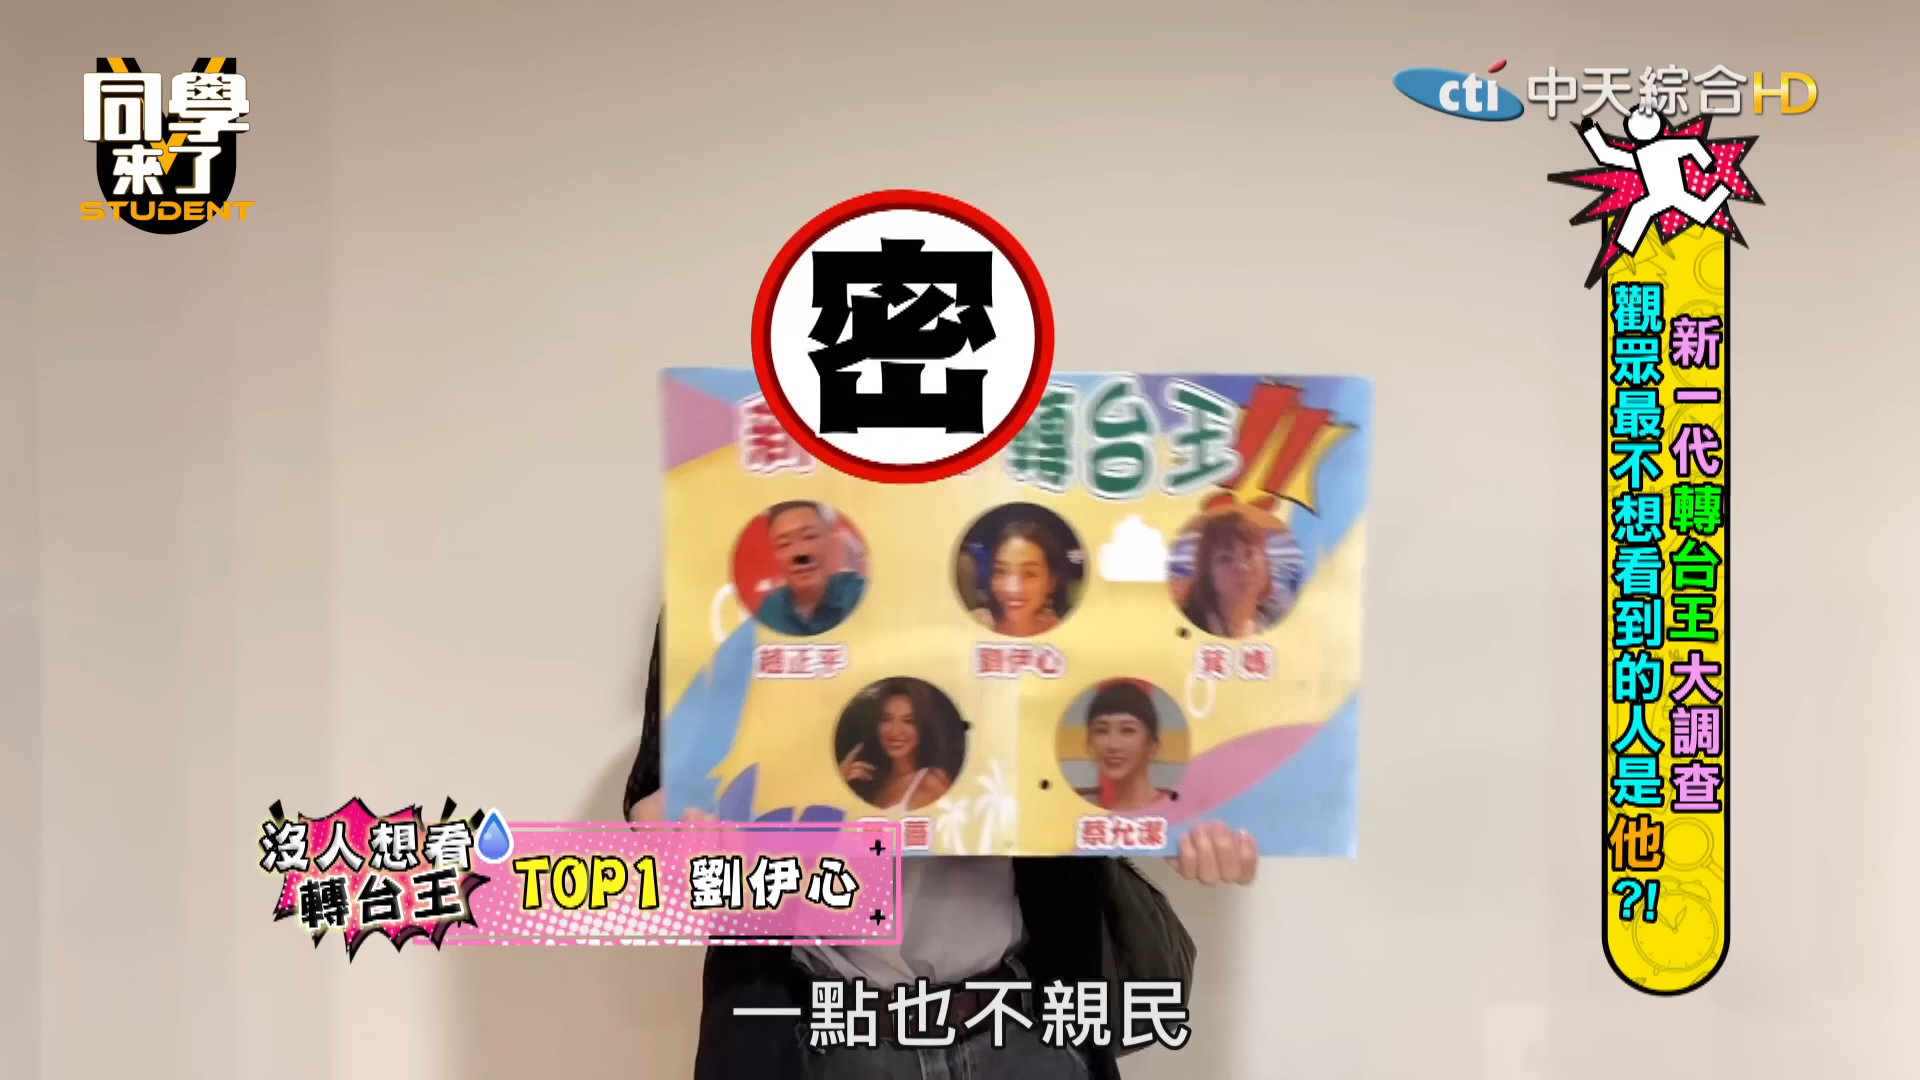 同學
來了
STUDENT
cti 中天綜合HD
新一代轉台王大調查
觀眾最不想看到的人是他?!
密
轉台王!!
趙正平
劉伊心
蔡允潔
沒人想看
轉台王
TOP1 劉伊心
一點也不親民